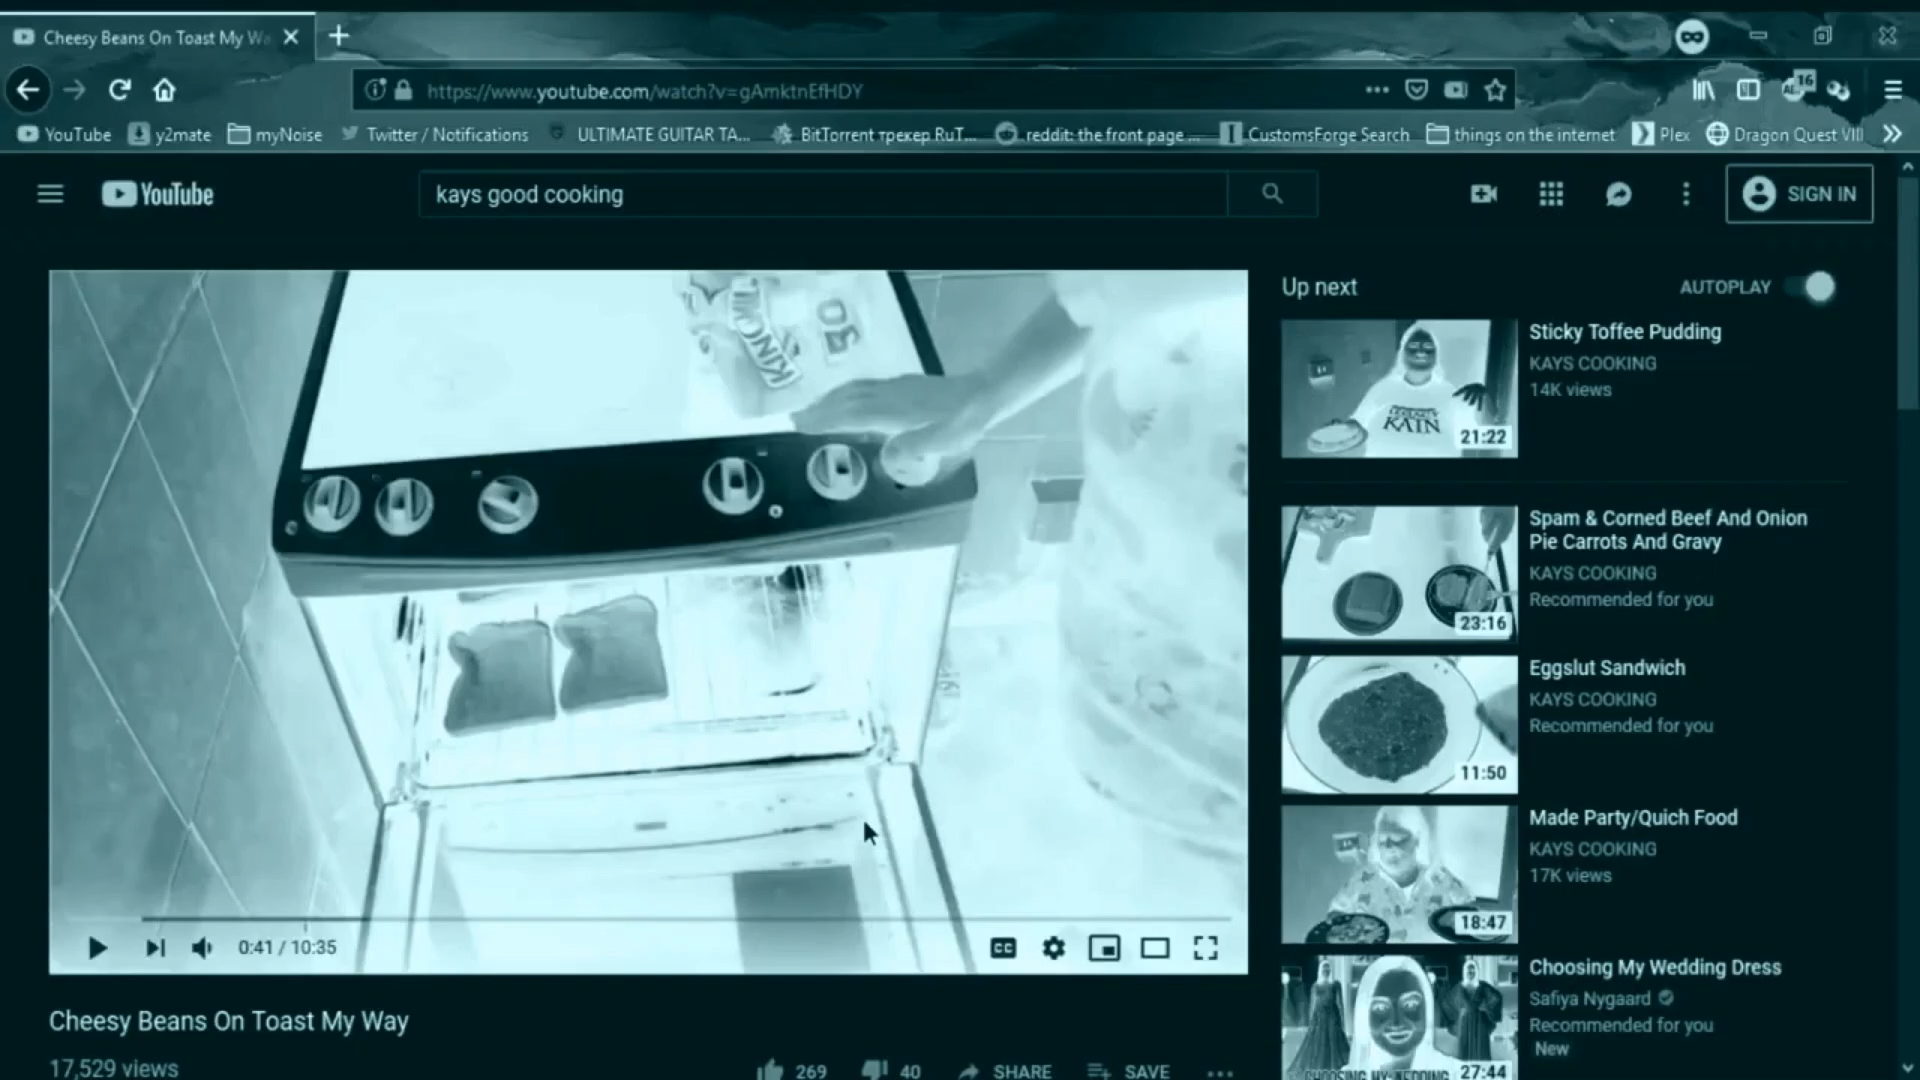 Cheesy Beans On Toast My Wa
https://www.youtube.com/watch?v=gAmktnEfHDY
16
YouTube
y2mate
myNoise
Twitter / Notifications
ULTIMATE GUITAR TA...
BitTorrent трекер RuT...
reddit: the front page ...
CustomsForge Search
things on the internet
Plex
Dragon Quest VIII
YouTube
kays good cooking
SIGN IN
Up next
AUTOPLAY
Sticky Toffee Pudding
KAYS COOKING
14K views
KAIN
21:22
Spam & Corned Beef And Onion
Pie Carrots And Gravy
KAYS COOKING
Recommended for you
23:16
Eggslut Sandwich
KAYS COOKING
Recommended for you
11:50
Made Party/Quich Food
KAYS COOKING
17K views
18:47
Choosing My Wedding Dress
Safiya Nygaard
Recommended for you
New
CHOOSING MY WEDDING
27:44
0:41 / 10:35
CC
Cheesy Beans On Toast My Way
17,529 views
269
40
SHARE
SAVE